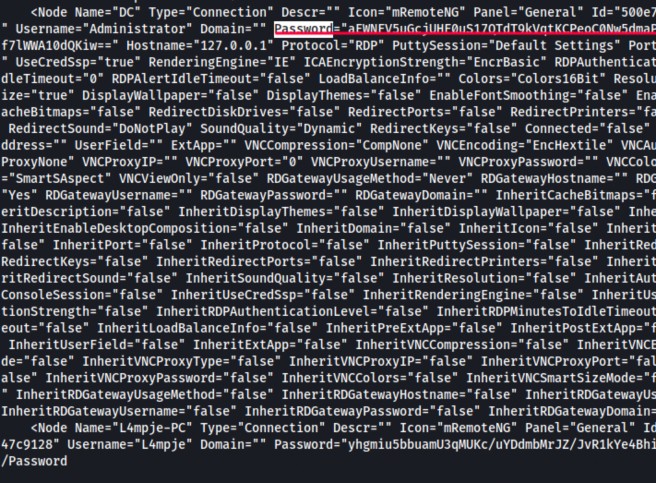 <Node Name="DC" Type="Connection" Descr="" Icon="mRemoteNG" Panel="General" Id="500e7
" Username="Administrator" Domain="" Password=
f7lWWA10dQKiw==" Hostname="127.0.0.1" Protocol="RDP" PuttySession="Default Settings" Port
" UseCredSsp="true" RenderingEngine="IE" ICAEncryptionStrength="EncrBasic" RDPAuthenticat
dleTimeout="0" RDPAlertIdleTimeout="false" LoadBalanceInfo="" Colors="Colors16Bit" Resolu
ize="true" DisplayWallpaper="false" DisplayThemes="false" EnableFontSmoothing="false" Ena
acheBitmaps="false" RedirectDiskDrives="false" RedirectPorts="false" RedirectPrinters="fa
RedirectSound="DoNotPlay" SoundQuality="Dynamic" RedirectKeys="false" Connected="false"
ddress="" UserField="" ExtApp="" VNCCompression="CompNone" VNCEncoding="EncHextile" VNCAu
ProxyNone" VNCProxyIP="" VNCProxyPort="0" VNCProxyUsername="" VNCProxyPassword="" VNCColo
="SmartSAspect" VNCViewOnly="false" RDGatewayUsageMethod="Never" RDGatewayHostname="" RDG
"Yes" RDGatewayUsername="" RDGatewayPassword="" RDGatewayDomain="" InheritCacheBitmaps="f
eritDescription="false" InheritDisplayThemes="false" InheritDisplayWallpaper="false" Inhe
InheritEnableDesktopComposition="false" InheritDomain="false" InheritIcon="false" Inherit
false" InheritPort="false" InheritProtocol="false" InheritPuttySession="false" InheritRed
RedirectKeys="false" InheritRedirectPorts="false" InheritRedirectPrinters="false" Inherit
ritRedirectSound="false" InheritSoundQuality="false" InheritResolution="false" InheritAut
ConsoleSession="false" InheritUseCredSsp="false" InheritRenderingEngine="false" InheritUs
tionStrength="false" InheritRDPAuthenticationLevel="false" InheritRDPMinutesToIdleTimeout
eout="false" InheritLoadBalanceInfo="false" InheritPreExtApp="false" InheritPostExtApp="f
InheritUserField="false" InheritExtApp="false" InheritVNCCompression="false" InheritVNCE
de="false" InheritVNCProxyType="false" InheritVNCProxyIP="false" InheritVNCProxyPort="fal
alse" InheritVNCProxyPassword="false" InheritVNCColors="false" InheritVNCSmartSizeMode="f
" InheritRDGatewayUsageMethod="false" InheritRDGatewayHostname="false" InheritRDGatewayUs
InheritRDGatewayUsername="false" InheritRDGatewayPassword="false" InheritRDGatewayDomain=
<Node Name="L4mpje-PC" Type="Connection" Descr="" Icon="mRemoteNG" Panel="General" Id
47c9128" Username="L4mpje" Domain="" Password="yhgmiu5bbuamU3qMUKc/uYDdmbMrJZ/JvR1kYe4Bhi
/Password